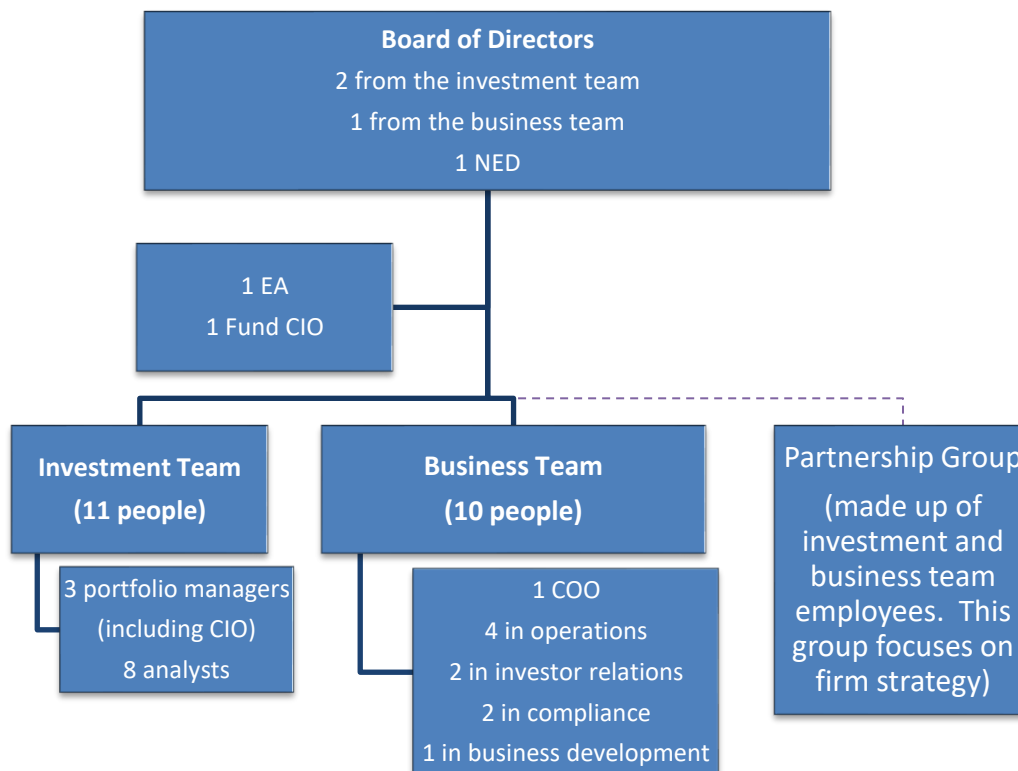 Board of Directors
2 from the investment team
1 from the business team
1 NED
1 EA
1 Fund CIO
Investment Team
(11 people)
3 portfolio managers
(including CIO)
8 analysts
Business Team
(10 people)
1 COO
4 in operations
2 in investor relations
2 in compliance
1 in business development
Partnership Group
(made up of
investment and
business team
employees.  This
group focuses on
firm strategy)